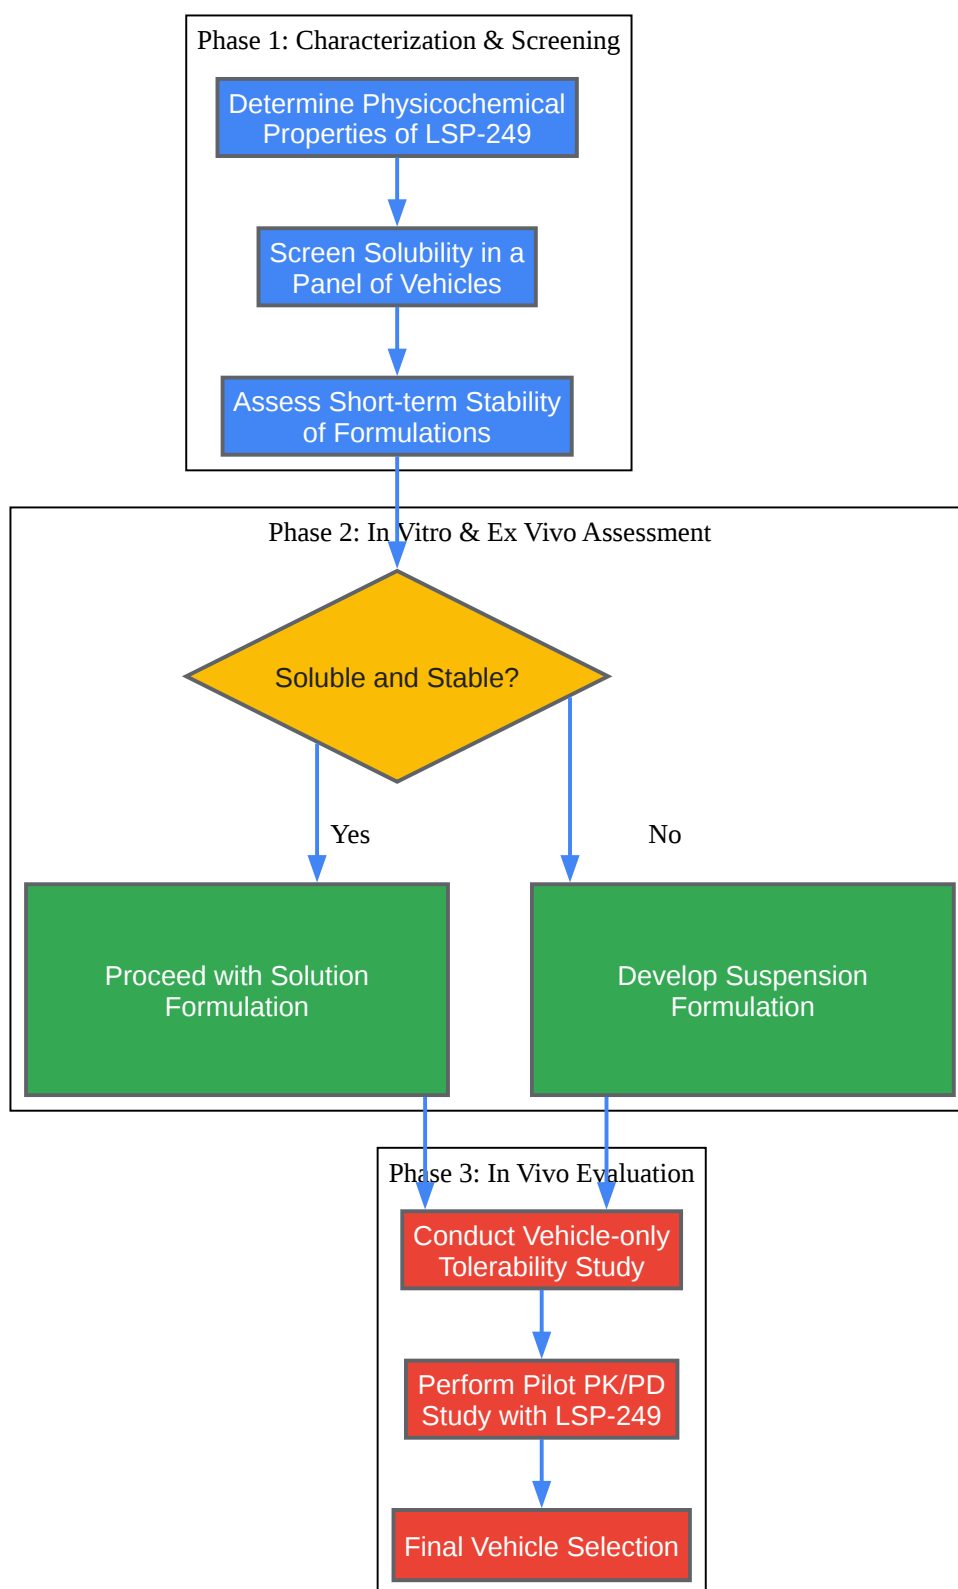 Phase 1: Characterization & Screening
Determine Physicochemical
Properties of LSP-249
Screen Solubility in a
Panel of Vehicles
Assess Short-term Stability
of Formulations
Phase 2: In Vitro & Ex Vivo Assessment
Soluble and Stable?
Yes
No
Proceed with Solution
Formulation
Develop Suspension
Formulation
Phase 3: In Vivo Evaluation
Conduct Vehicle-only
Tolerability Study
Perform Pilot PK/PD
Study with LSP-249
Final Vehicle Selection